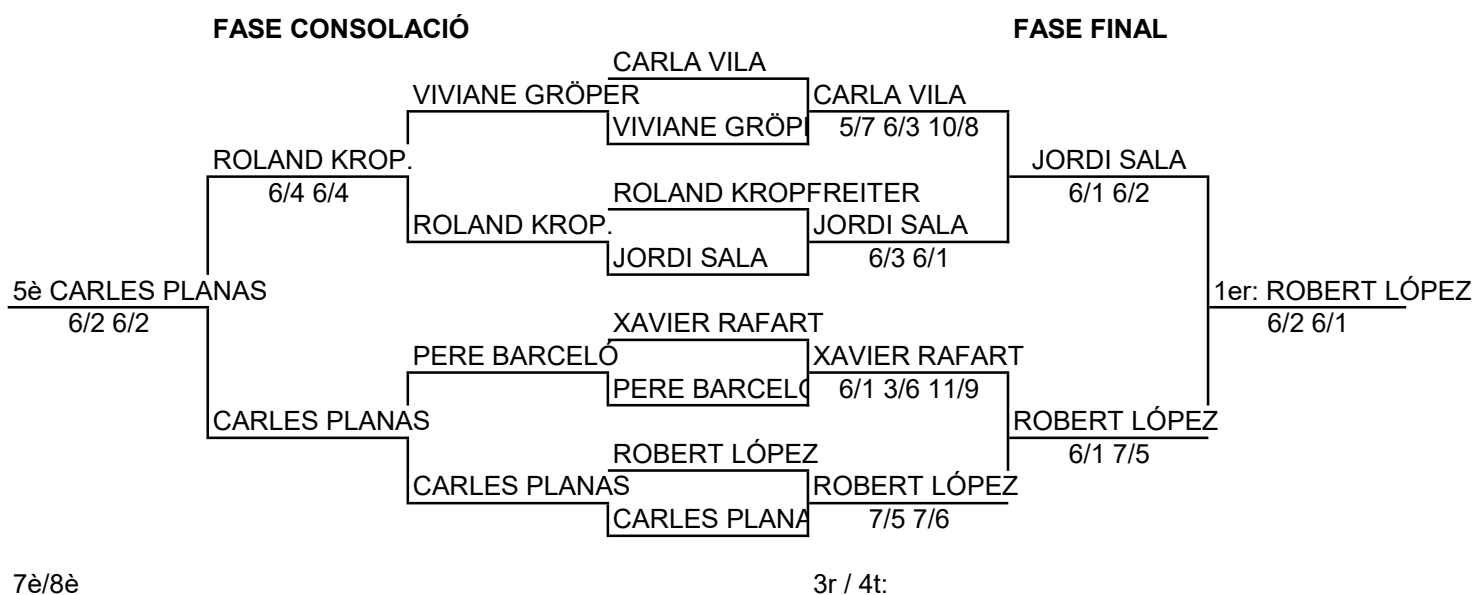 FASE CONSOLACIÓ FASE FINAL
CARLA VILA
VIVIANE GRÖPER CARLA VILA
VIVIANE GRÖPI 5/7 6/3 10/8
ROLAND KROP. JORDI SALA
6/4 6/4 ROLAND KROPFREITER 6/1 6/2
ROLAND KROP. JORDI SALA
JORDI SALA 6/3 6/1
5è CARLES PLANAS 1er: ROBERT LÓPEZ
6/2 6/2 XAVIER RAFART 6/2 6/1
PERE BARCELÓ XAVIER RAFART
PERE BARCELÓ 6/1 3/6 11/9
CARLES PLANAS ROBERT LÓPEZ
ROBERT LÓPEZ 6/1 7/5
CARLES PLANAS ROBERT LÓPEZ
CARLES PLANA 7/5 7/6
7è/8è 3r / 4t: